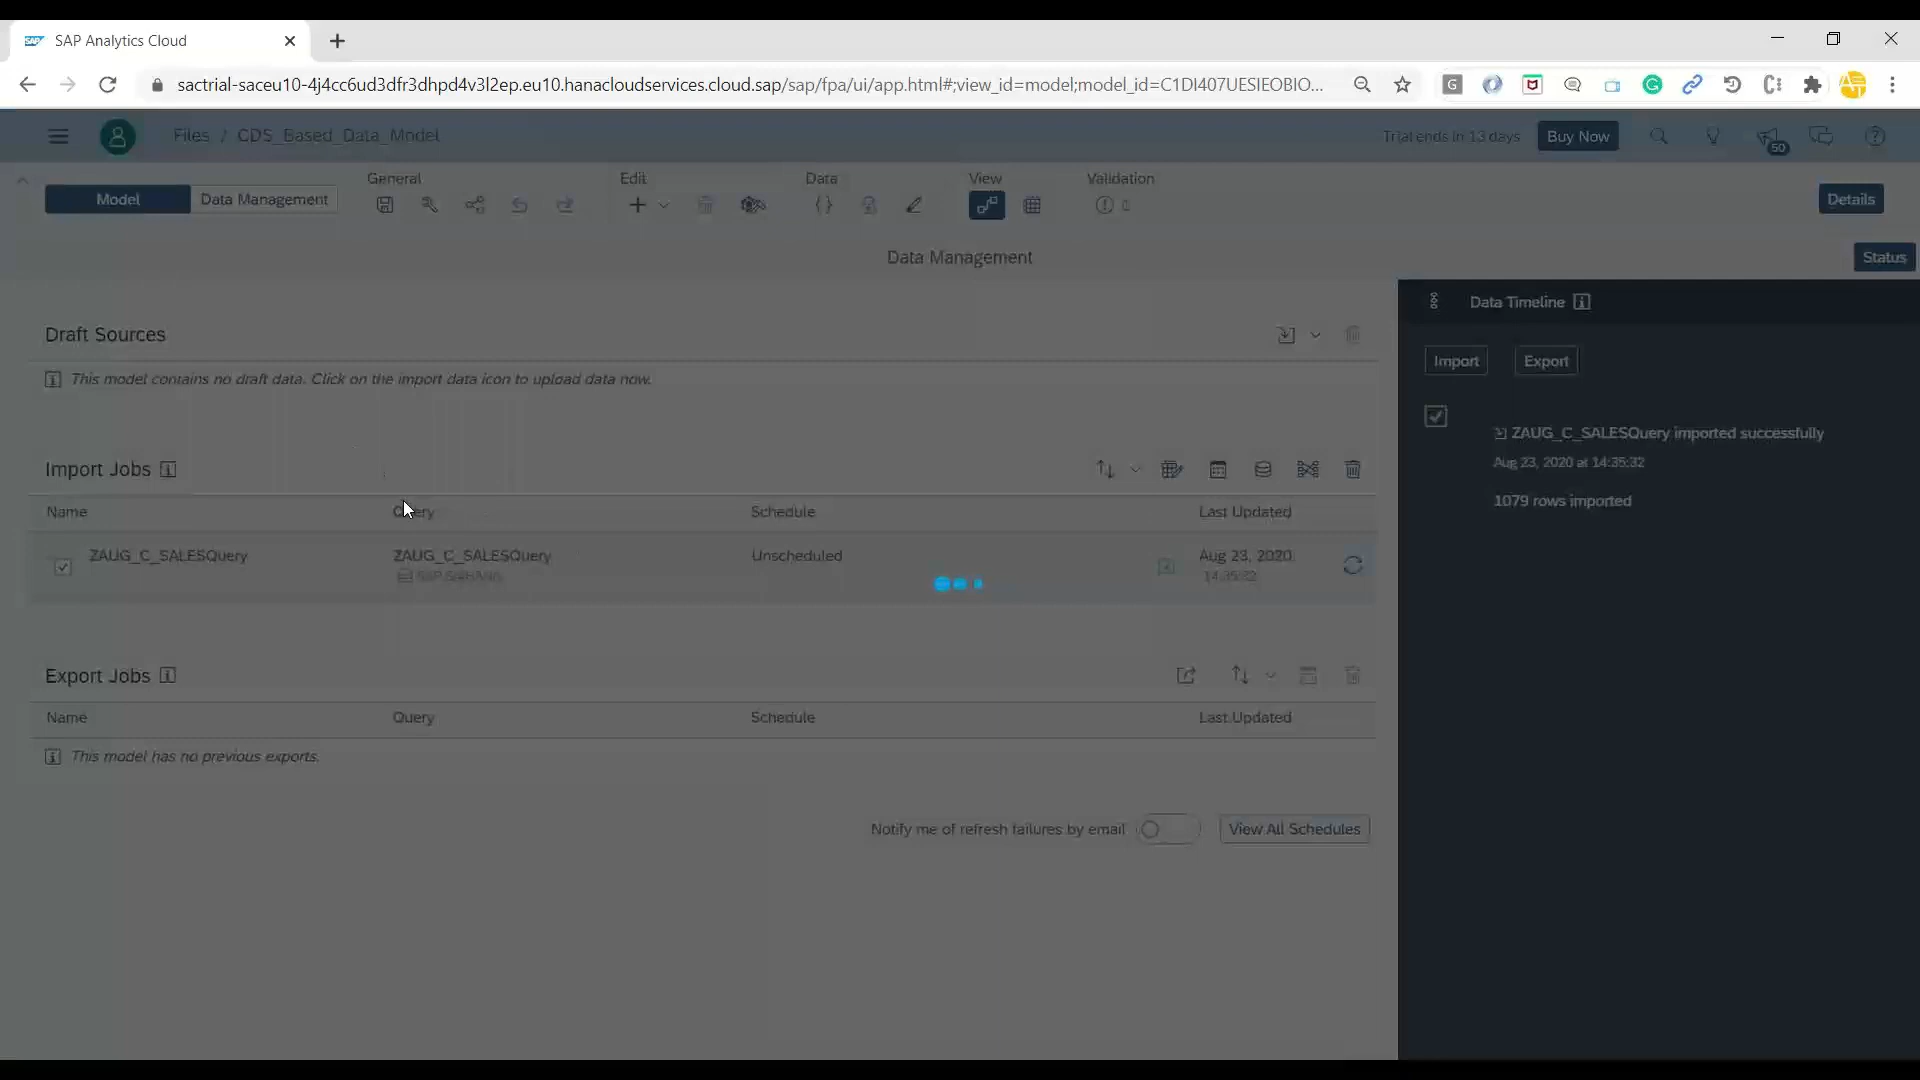 SAP Analytics Cloud
sactrial-saceu10-4j4cc6ud3dfr3dhpd4v3l2ep.eu10.hanacloudservices.cloud.sap/sap/fpa/ui/app.html#;view_id=model;model_id=C1DI407UESIEOBIO...
Files / CDS_Based_Data_Model
Trial ends in 13 days
Buy Now
50
General
Edit
Data
View
Validation
Model
Data Management
Details
Data Management
Status
Draft Sources
This model contains no draft data. Click on the import data icon to upload data now.
Import Jobs
Name Query Schedule Last Updated
ZAUG_C_SALESQuery ZAUG_C_SALESQuery Unscheduled Aug 23, 2020
14:35:32
Export Jobs
Name Query Schedule Last Updated
This model has no previous exports.
Notify me of refresh failures by email
View All Schedules
Data Timeline
Import
Export
ZAUG_C_SALESQuery imported successfully
Aug 23, 2020 at 14:35:32
1079 rows imported